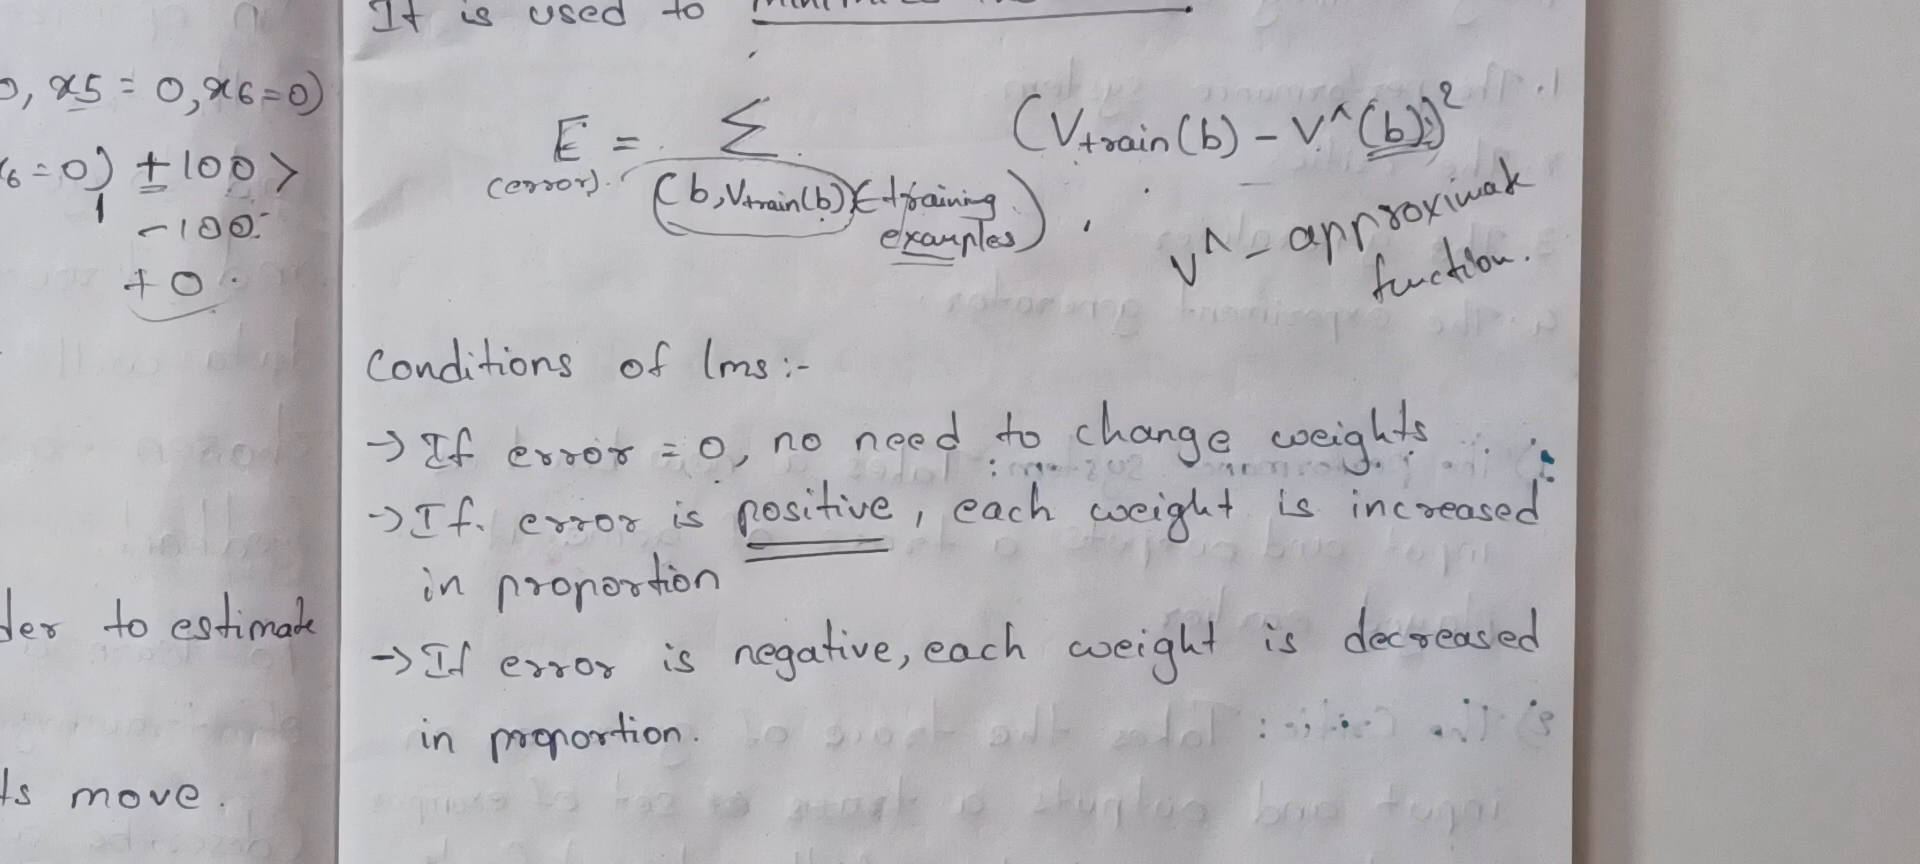 , x5 = 0, x6=0)
6=0) +100>
-100
+0.
der to estimate
ts move.
It is used to
E = Σ (Vtrain(b) - V^(b))²
(error). (b, Vtrain(b) ∈ training
examples)
V^ - approximate
function.
Conditions of lms:-
→ If error = 0, no need to change weights
→ If error is positive, each weight is increased
in proportion
→ If error is negative, each weight is decreased
in proportion.